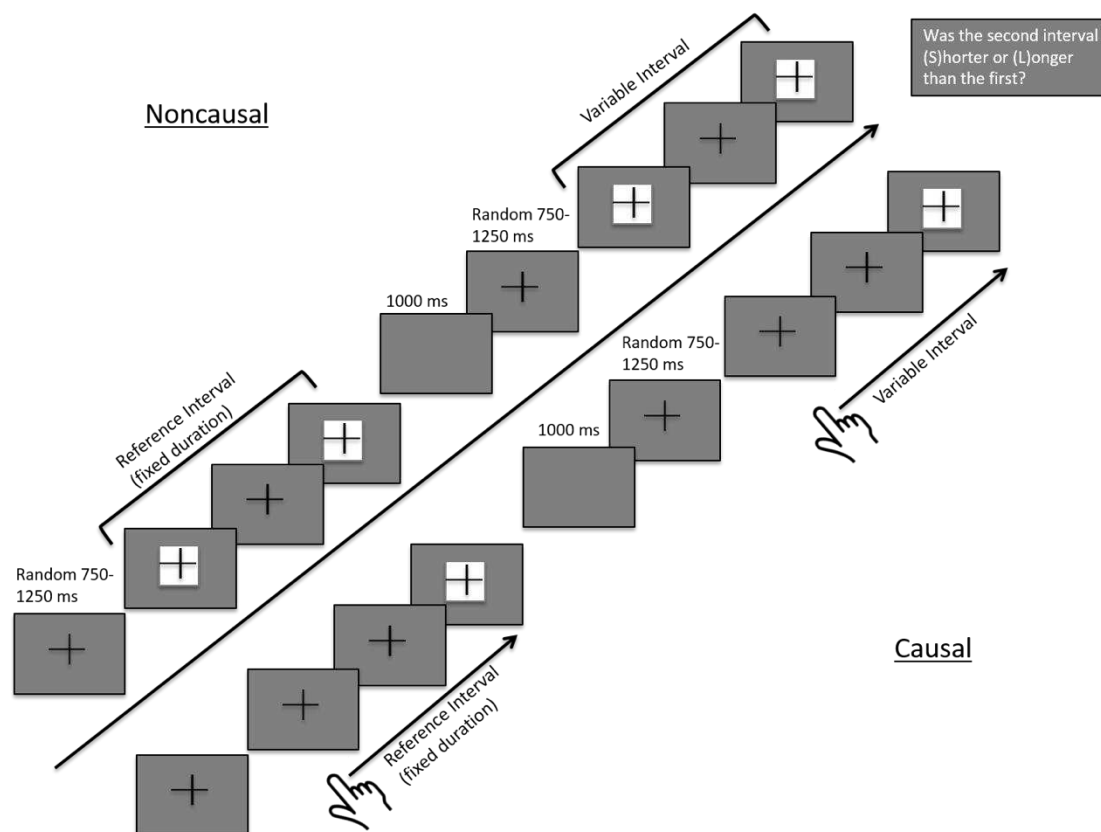 Noncausal
Variable Interval
Was the second interval
(S)horter or (L)onger
than the first?
Random 750-
1250 ms
1000 ms
Reference Interval
(fixed duration)
Random 750-
1250 ms
Random 750-
1250 ms
1000 ms
Variable Interval
Reference Interval
(fixed duration)
Causal